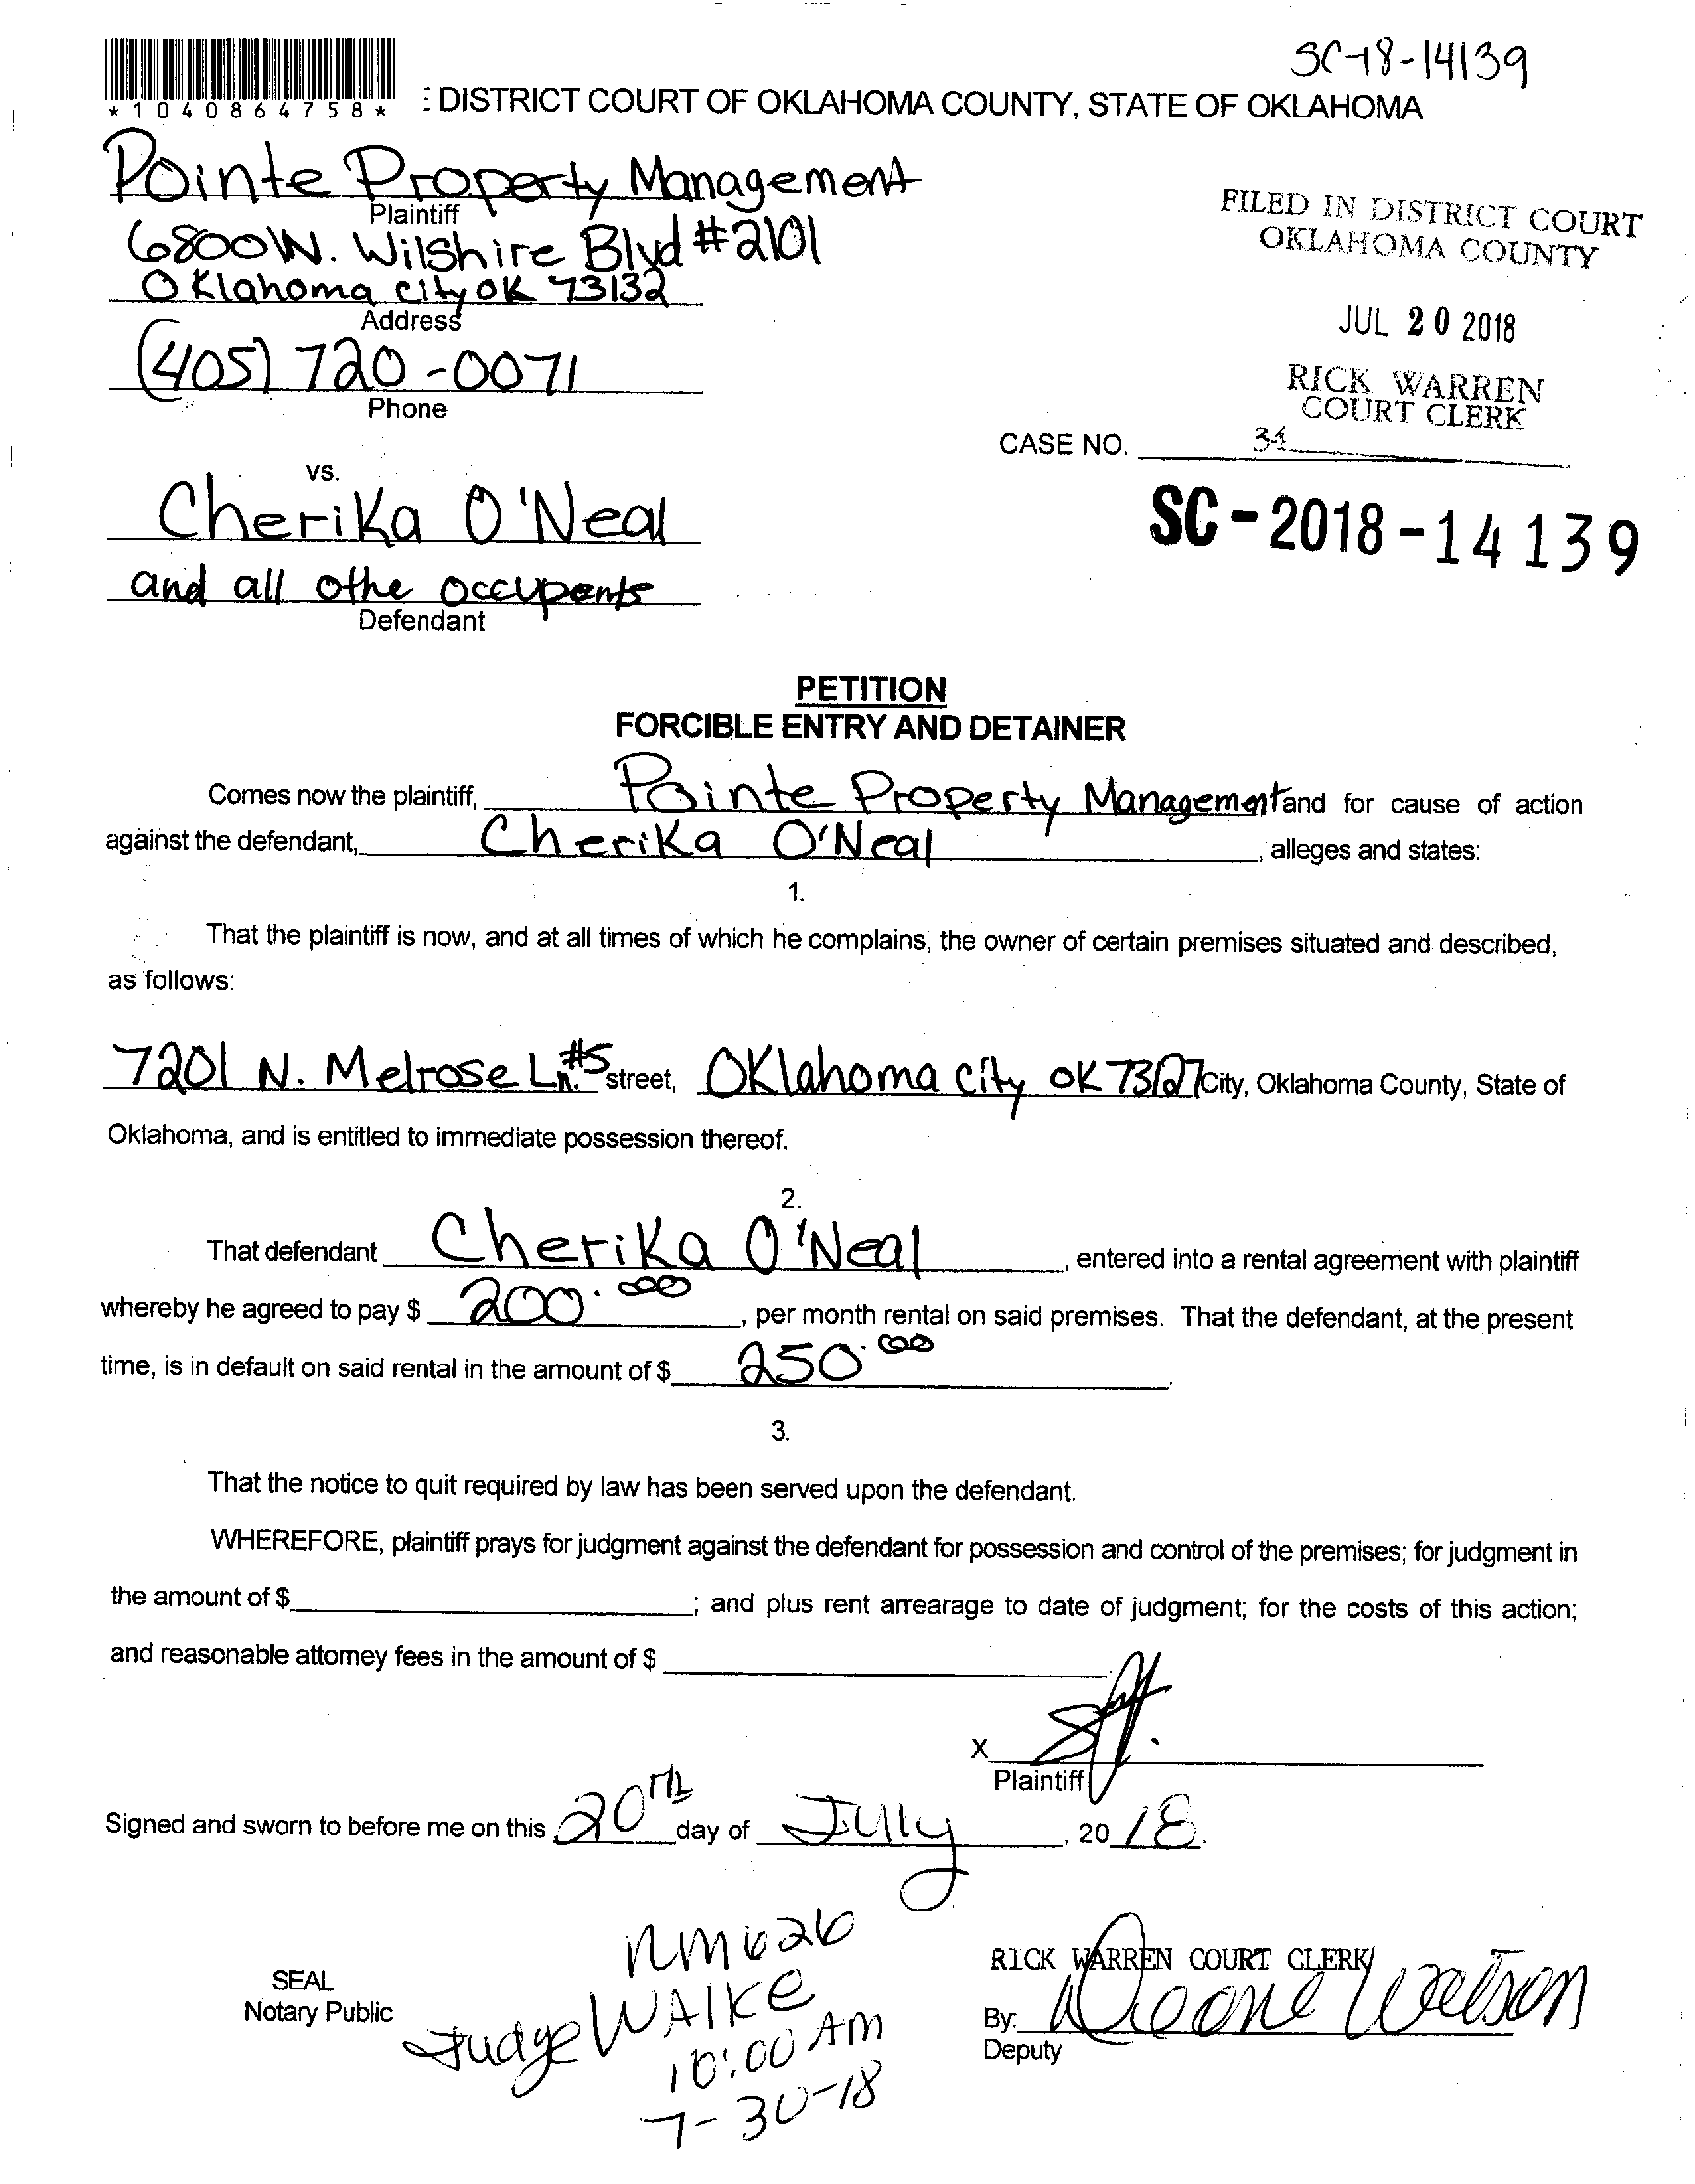 SC-18-14139
*1040864758*
: DISTRICT COURT OF OKLAHOMA COUNTY, STATE OF OKLAHOMA
Pointe Property Management
Plaintiff
6800 W. Wilshire Blvd #2101
Oklahoma city OK 73132
Address
(405) 720-0071
Phone
FILED IN DISTRICT COURT
OKLAHOMA COUNTY
JUL 20 2018
RICK WARREN
COURT CLERK
CASE NO. 34
SC-2018-14139
vs.
Cherika O'Neal
and all othe occupents
Defendant
PETITION
FORCIBLE ENTRY AND DETAINER
Comes now the plaintiff, Pointe Property Management and for cause of action
against the defendant, Cherika O'Neal, alleges and states:
1.
That the plaintiff is now, and at all times of which he complains, the owner of certain premises situated and described,
as follows:
7201 N. Melrose Ln. #5 street, Oklahoma city OK 73127 City, Oklahoma County, State of
Oklahoma, and is entitled to immediate possession thereof.
2.
That defendant Cherika O'Neal, entered into a rental agreement with plaintiff
whereby he agreed to pay $ 200.00, per month rental on said premises. That the defendant, at the present
time, is in default on said rental in the amount of $ 250.00
3.
That the notice to quit required by law has been served upon the defendant.
WHEREFORE, plaintiff prays for judgment against the defendant for possession and control of the premises; for judgment in
the amount of $ ; and plus rent arrearage to date of judgment; for the costs of this action;
and reasonable attorney fees in the amount of $
X
Plaintiff
Signed and sworn to before me on this 20th day of July, 2018.
SEAL
Notary Public
Rm 626
Judge WAlKe
10:00 AM
7-30-18
RICK WARREN COURT CLERK
By: Watson
Deputy